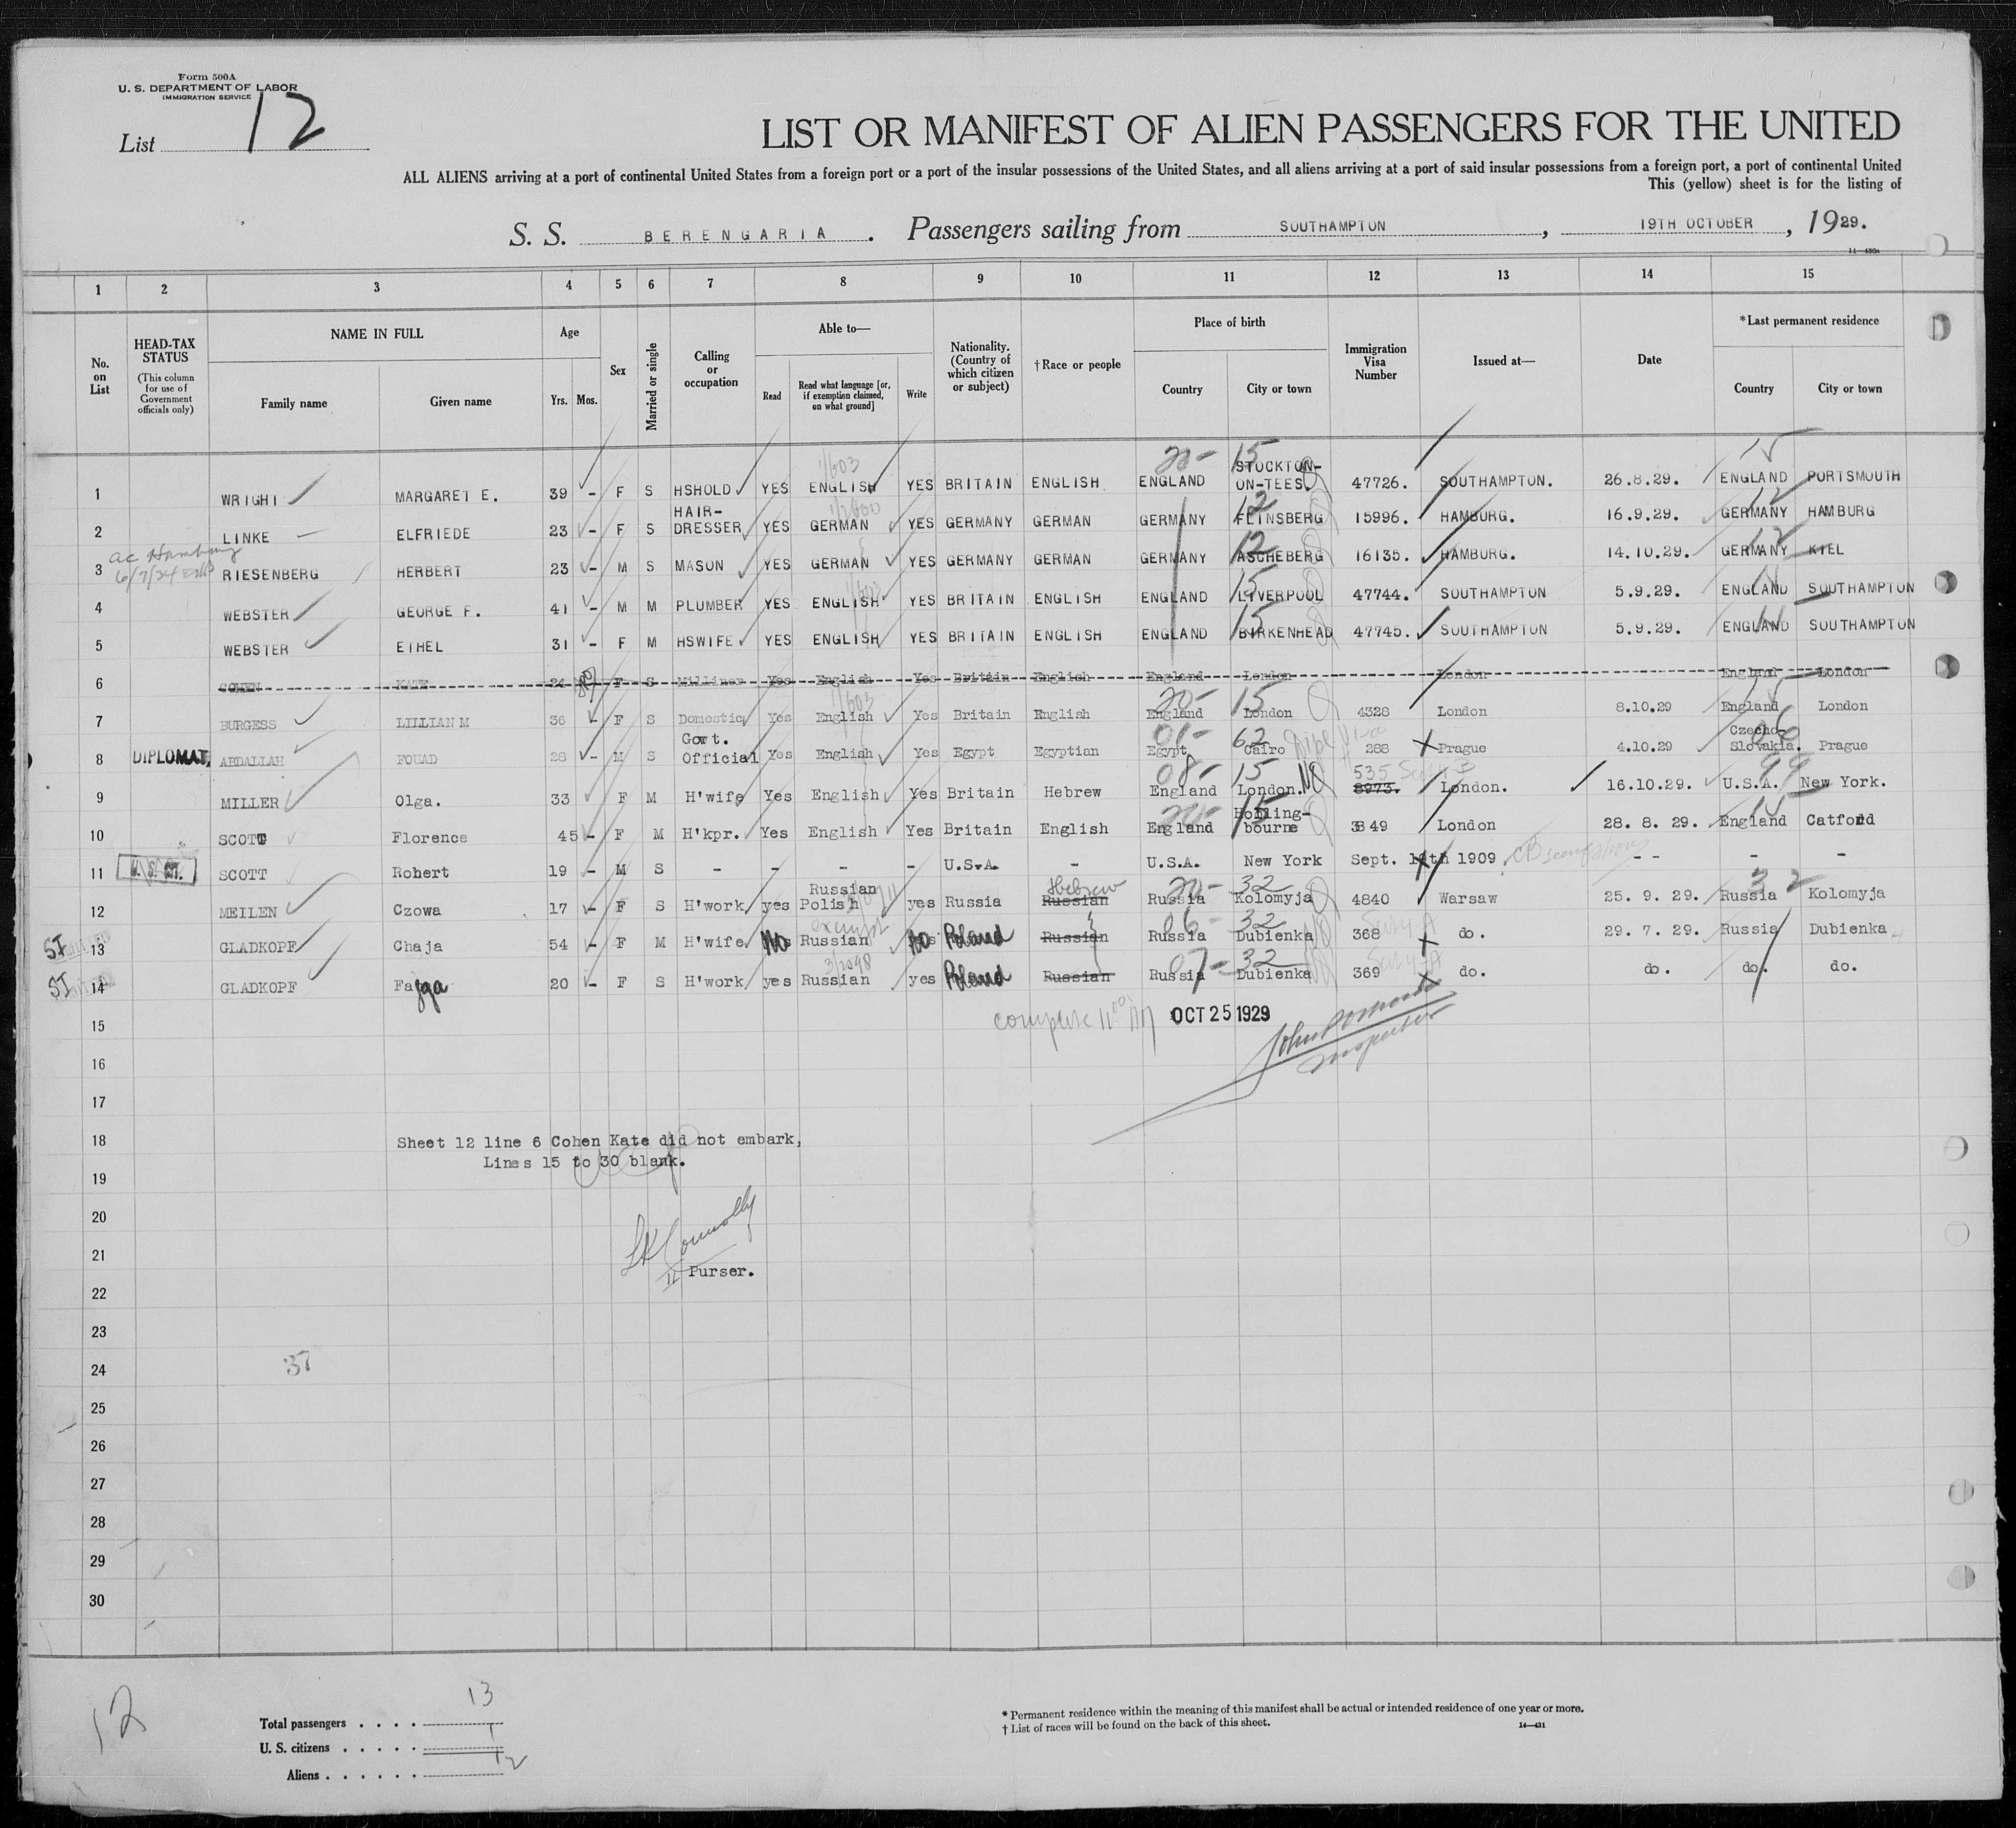 Form 500A
U. S. DEPARTMENT OF LABOR
IMMIGRATION SERVICE
List 12
LIST OR MANIFEST OF ALIEN PASSENGERS FOR THE UNITED
ALL ALIENS arriving at a port of continental United States from a foreign port or a port of the insular possessions of the United States, and all aliens arriving at a port of said insular possessions from a foreign port, a port of continental United
This (yellow) sheet is for the listing of
S. S. BERENGARIA. Passengers sailing from SOUTHAMPTON, 19TH OCTOBER, 1929.
1 2 3 4 5 6 7 8 9 10 11 12 13 14 15
No. on List
HEAD-TAX STATUS (This column for use of Government officials only)
NAME IN FULL
Family name Given name
Age
Yrs. Mos.
Sex
Married or single
Calling or occupation
Able to—
Read Read what language [or, if exemption claimed, on what ground] Write
Nationality. (Country of which citizen or subject)
† Race or people
Place of birth
Country City or town
Immigration Visa Number
Issued at—
Date
*Last permanent residence
Country City or town
1 WRIGHT MARGARET E. 39 - F S HSHOLD YES ENGLISH YES BRITAIN ENGLISH ENGLAND STOCKTON-ON-TEES. 47726. SOUTHAMPTON. 26.8.29. ENGLAND PORTSMOUTH
2 LINKE ELFRIEDE 23 - F S HAIR-DRESSER YES GERMAN YES GERMANY GERMAN GERMANY FLINSBERG 15996. HAMBURG. 16.9.29. GERMANY HAMBURG
3 RIESENBERG HERBERT 23 - M S MASON YES GERMAN YES GERMANY GERMAN GERMANY ASCHEBERG 16135. HAMBURG. 14.10.29. GERMANY KIEL
4 WEBSTER GEORGE F. 41 - M M PLUMBER YES ENGLISH YES BRITAIN ENGLISH ENGLAND LIVERPOOL 47744. SOUTHAMPTON 5.9.29. ENGLAND SOUTHAMPTON
5 WEBSTER ETHEL 31 - F M HSWIFE YES ENGLISH YES BRITAIN ENGLISH ENGLAND BIRKENHEAD 47745. SOUTHAMPTON 5.9.29. ENGLAND SOUTHAMPTON
6 COHEN KATE 24 F S Milliner Yes English Yes Britain English England London London England London
7 BURGESS LILLIAN M 36 - F S Domestic Yes English Yes Britain English England London 4328 London 8.10.29 England London
8 DIPLOMAT, ABDALLAH FOUAD 28 - M S Govt. Official Yes English Yes Egypt Egyptian Egypt Cairo 288 Prague 4.10.29 Czecho-Slovakia. Prague
9 MILLER Olga. 33 F M H'wife Yes English Yes Britain Hebrew England London. 535 8973. London. 16.10.29. U.S.A. New York.
10 SCOTT Florence 45 - F M H'kpr. Yes English Yes Britain English England Holling-bourne 3849 London 28. 8. 29. England Catford
11 U. S. CIT. SCOTT Robert 19 - M S - - - - U.S.A. - U.S.A. New York Sept. 19th 1909 - - - -
12 MEILEN Czowa 17 - F S H'work yes Russian Polish yes Russia Hebrew Russian Russia Kolomyja 4840 Warsaw 25. 9. 29. Russia Kolomyja
SI 13 GLADKOPF Chaja 54 - F M H'wife No exempt Russian No Poland Russian Russia Dubienka 368 do. 29. 7. 29. Russia Dubienka
SI 14 GLADKOPF Fajga 20 - F S H'work yes Russian yes Poland Russian Russia Dubienka 369 do. do. do. do.
15 complete 11 00 AM OCT 25 1929
Inspector
16
17
18 Sheet 12 line 6 Cohen Kate did not embark,
Lines 15 to 30 blank.
19
20
21 Connolly
II Purser.
22
23
24 37
25
26
27
28
29
30
12
Total passengers . . . . 13
U. S. citizens . . . . . 1
Aliens . . . . . . 12
* Permanent residence within the meaning of this manifest shall be actual or intended residence of one year or more.
† List of races will be found on the back of this sheet.
14—431